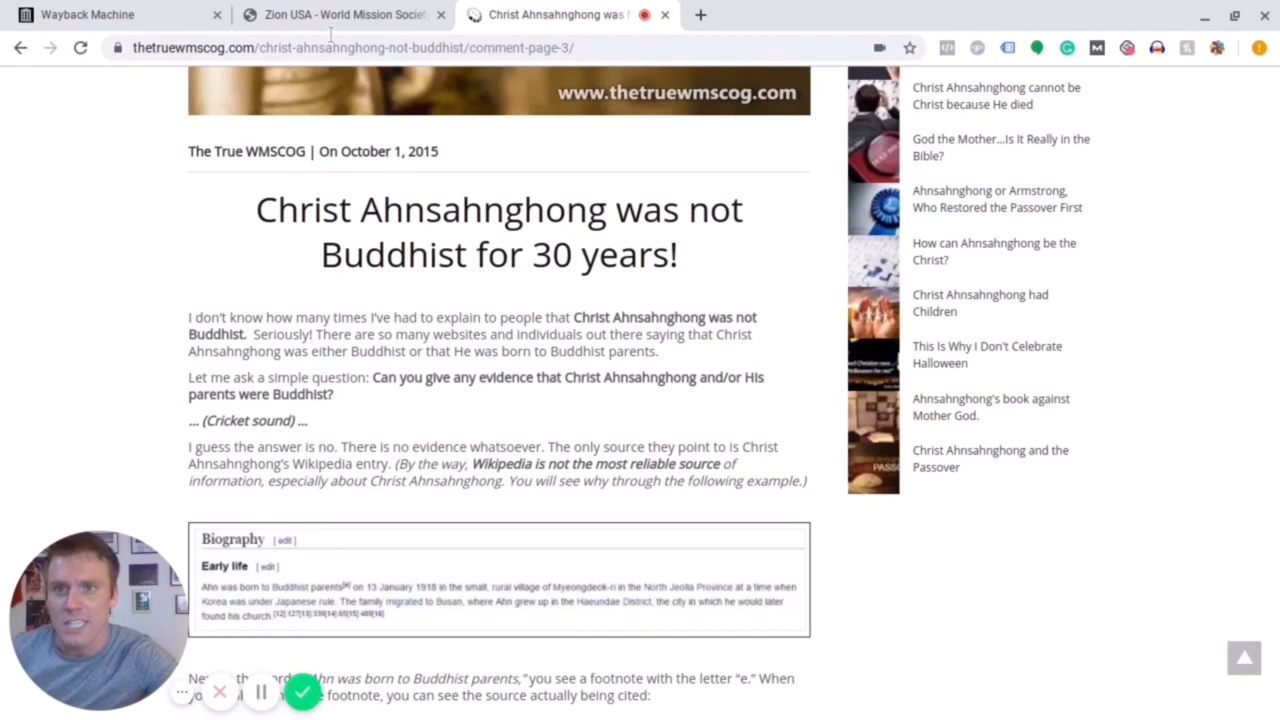 Wayback Machine
Zion USA - World Mission Societ
Christ Ahnsahnghong was
thetruewmscog.com/christ-ahnsahnghong-not-buddhist/comment-page-3/
www.thetruewmscog.com
The True WMSCOG | On October 1, 2015
Christ Ahnsahnghong was not
Buddhist for 30 years!
I don't know how many times I've had to explain to people that Christ Ahnsahnghong was not
Buddhist. Seriously! There are so many websites and individuals out there saying that Christ
Ahnsahnghong was either Buddhist or that He was born to Buddhist parents.
Let me ask a simple question: Can you give any evidence that Christ Ahnsahnghong and/or His
parents were Buddhist?
... (Cricket sound) ...
I guess the answer is no. There is no evidence whatsoever. The only source they point to is Christ
Ahnsahnghong's Wikipedia entry. (By the way, Wikipedia is not the most reliable source of
information, especially about Christ Ahnsahnghong. You will see why through the following example.)
Biography [ edit ]
Early life [ edit ]
Ahn was born to Buddhist parents[e] on 13 January 1918 in the small, rural village of Myeongdeok-ri in the North Jeolla Province at a time when
Korea was under Japanese rule. The family migrated to Busan, where Ahn grew up in the Haeundae District, the city in which he would later
found his church.[12]:127[13]:339[14]:65[15]:489[16]
hn was born to Buddhist parents," you see a footnote with the letter "e." When
footnote, you can see the source actually being cited:
Christ Ahnsahnghong cannot be
Christ because He died
God the Mother...Is It Really in the
Bible?
Ahnsahnghong or Armstrong,
Who Restored the Passover First
How can Ahnsahnghong be the
Christ?
Christ Ahnsahnghong had
Children
This Is Why I Don't Celebrate
Halloween
Ahnsahnghong's book against
Mother God.
Christ Ahnsahnghong and the
Passover